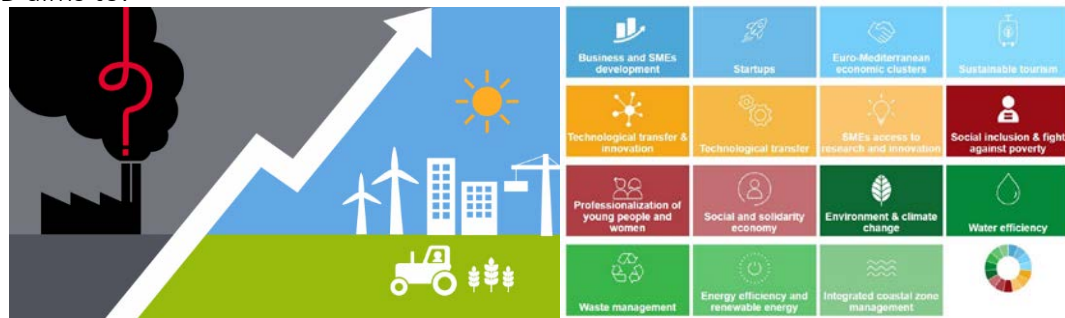 Business and SMEs
development
Startups
Euro-Mediterranean
economic clusters
Sustainable tourism
Technological transfer &
innovation
Technological transfer
SMEs access to
research and innovation
Social inclusion & fight
against poverty
Professionalization of
young people and
women
Social and solidarity
economy
Environment & climate
change
Water efficiency
Waste management
Energy efficiency and
renewable energy
Integrated coastal zone
management